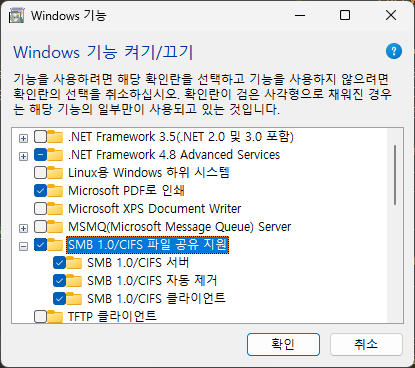 Windows 기능
Windows 기능 켜기/끄기
기능을 사용하려면 해당 확인란을 선택하고 기능을 사용하지 않으려면
확인란의 선택을 취소하십시오. 확인란이 검은 사각형으로 채워진 경우
는 해당 기능의 일부만이 사용되고 있는 것입니다.
.NET Framework 3.5(.NET 2.0 및 3.0 포함)
.NET Framework 4.8 Advanced Services
Linux용 Windows 하위 시스템
Microsoft PDF로 인쇄
Microsoft XPS Document Writer
MSMQ(Microsoft Message Queue) Server
SMB 1.0/CIFS 파일 공유 지원
SMB 1.0/CIFS 서버
SMB 1.0/CIFS 자동 제거
SMB 1.0/CIFS 클라이언트
TFTP 클라이언트
확인
취소